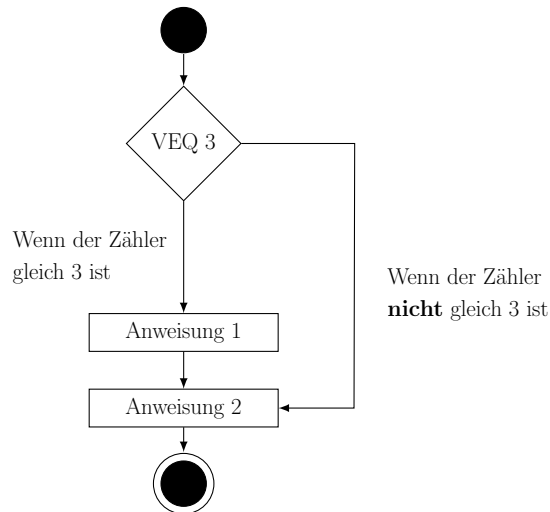 VEQ 3
Wenn der Zähler
gleich 3 ist
Wenn der Zähler
nicht gleich 3 ist
Anweisung 1
Anweisung 2